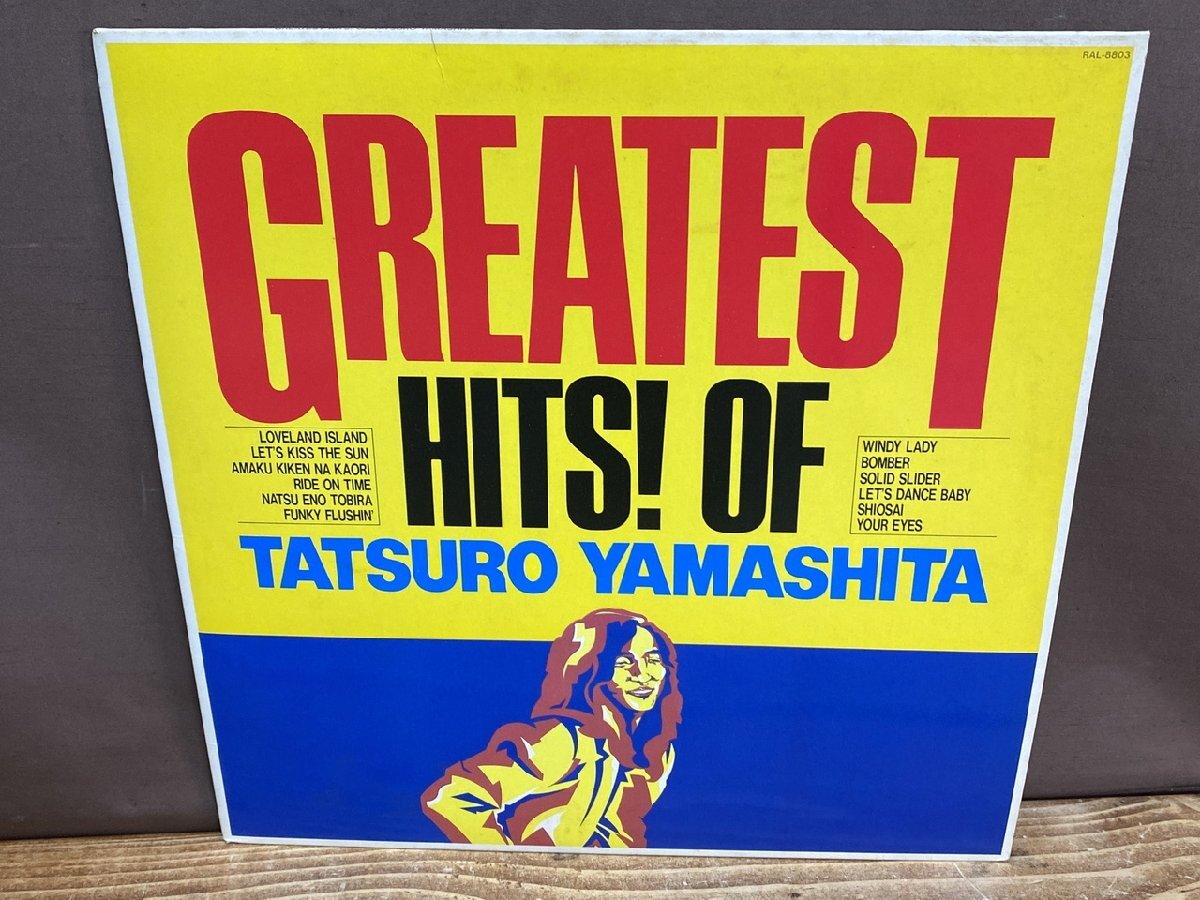 RAL-8803
GREATEST
HITS! OF
LOVELAND ISLAND
LET'S KISS THE SUN
AMAKU KIKEN NA KAORI
RIDE ON TIME
NATSU ENO TOBIRA
FUNKY FLUSHIN'
WINDY LADY
BOMBER
SOLID SLIDER
LET'S DANCE BABY
SHIOSAI
YOUR EYES
TATSURO YAMASHITA